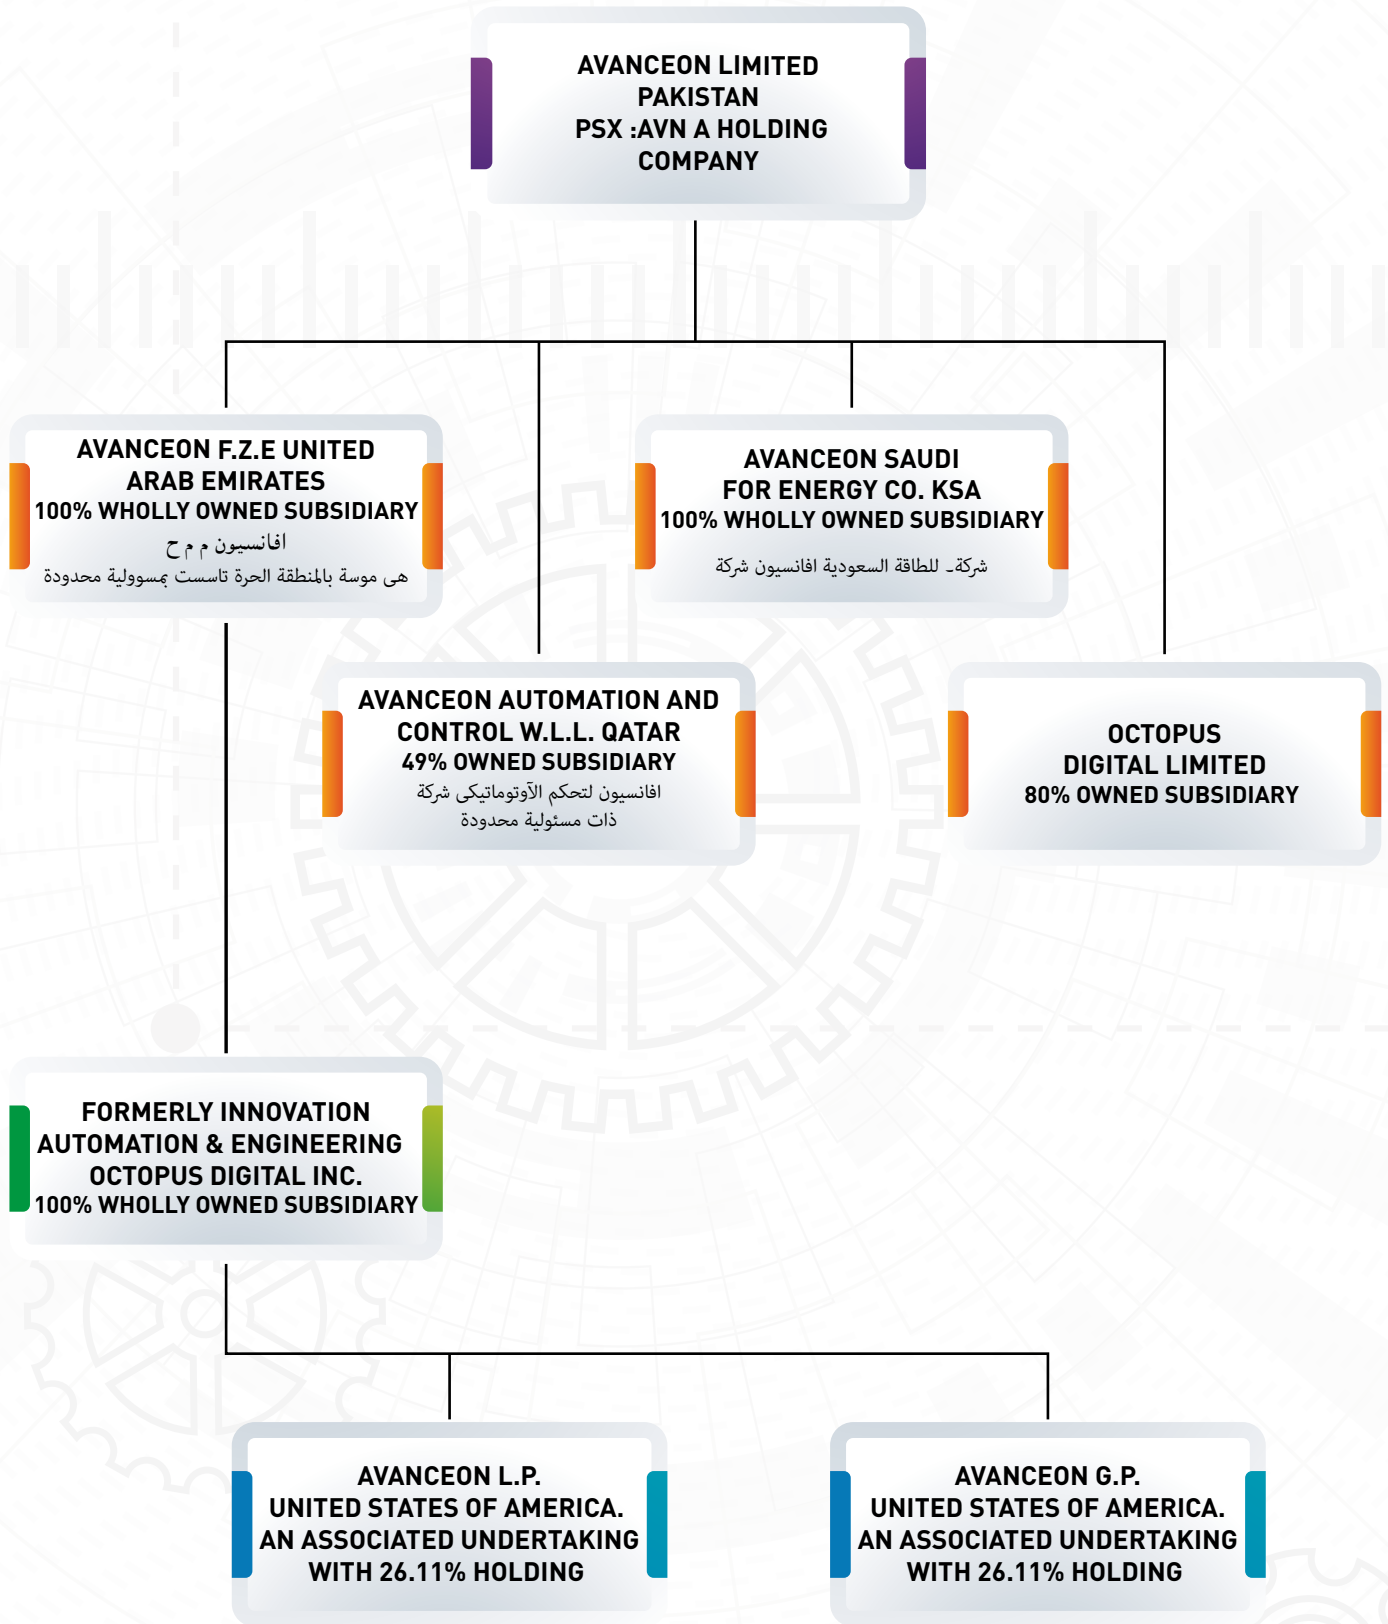 AVANCEON LIMITED
PAKISTAN
PSX :AVN A HOLDING
COMPANY
AVANCEON F.Z.E UNITED
ARAB EMIRATES
100% WHOLLY OWNED SUBSIDIARY
افانسيون م م ح
هى موسة بالمنطقة الحرة تاسست بمسوولية محدودة
AVANCEON SAUDI
FOR ENERGY CO. KSA
100% WHOLLY OWNED SUBSIDIARY
شركة۔ للطاقة السعودية افانسيون شركة
AVANCEON AUTOMATION AND
CONTROL W.L.L. QATAR
49% OWNED SUBSIDIARY
افانسيون لتحكم الآوتوماتيكى شركة
ذات مسئولية محدودة
OCTOPUS
DIGITAL LIMITED
80% OWNED SUBSIDIARY
FORMERLY INNOVATION
AUTOMATION & ENGINEERING
OCTOPUS DIGITAL INC.
100% WHOLLY OWNED SUBSIDIARY
AVANCEON L.P.
UNITED STATES OF AMERICA.
AN ASSOCIATED UNDERTAKING
WITH 26.11% HOLDING
AVANCEON G.P.
UNITED STATES OF AMERICA.
AN ASSOCIATED UNDERTAKING
WITH 26.11% HOLDING